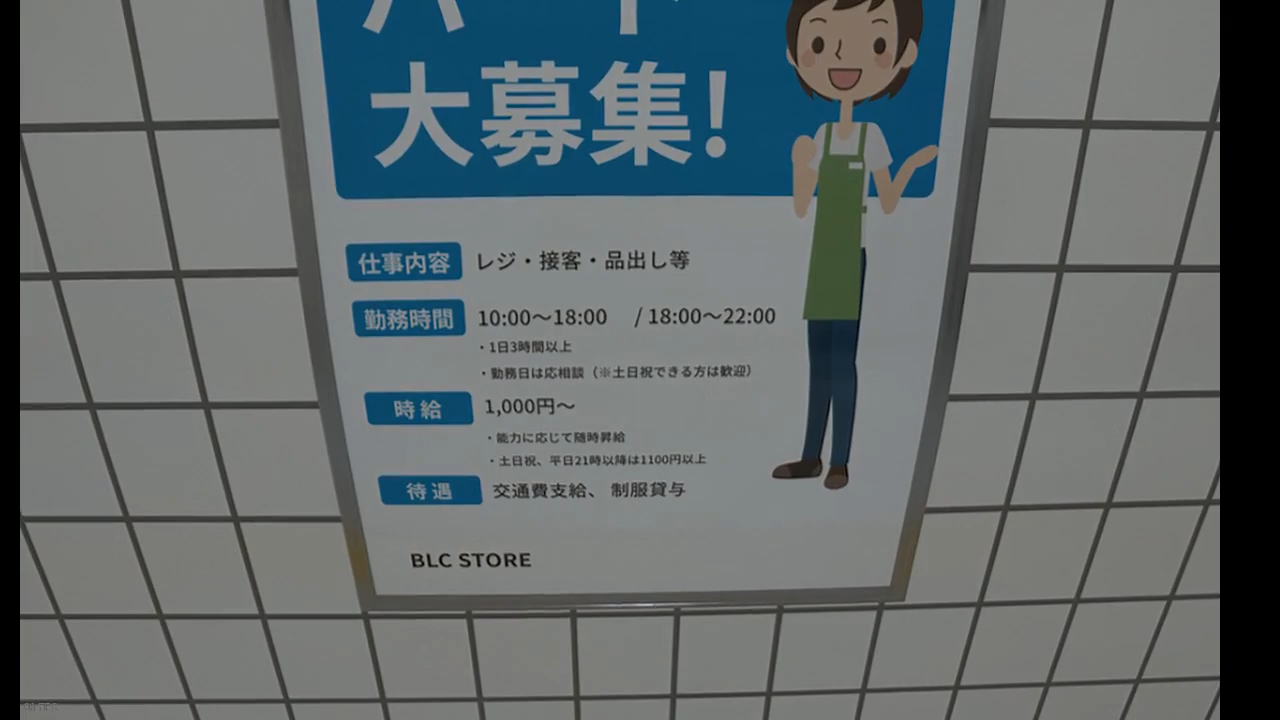 パート
大募集!
仕事内容 レジ・接客・品出し等
勤務時間 10:00〜18:00 / 18:00〜22:00
・1日3時間以上
・勤務日は応相談（※土日祝できる方は歓迎）
時給 1,000円〜
・能力に応じて随時昇給
・土日祝、平日21時以降は1100円以上
待遇 交通費支給、 制服貸与
BLC STORE